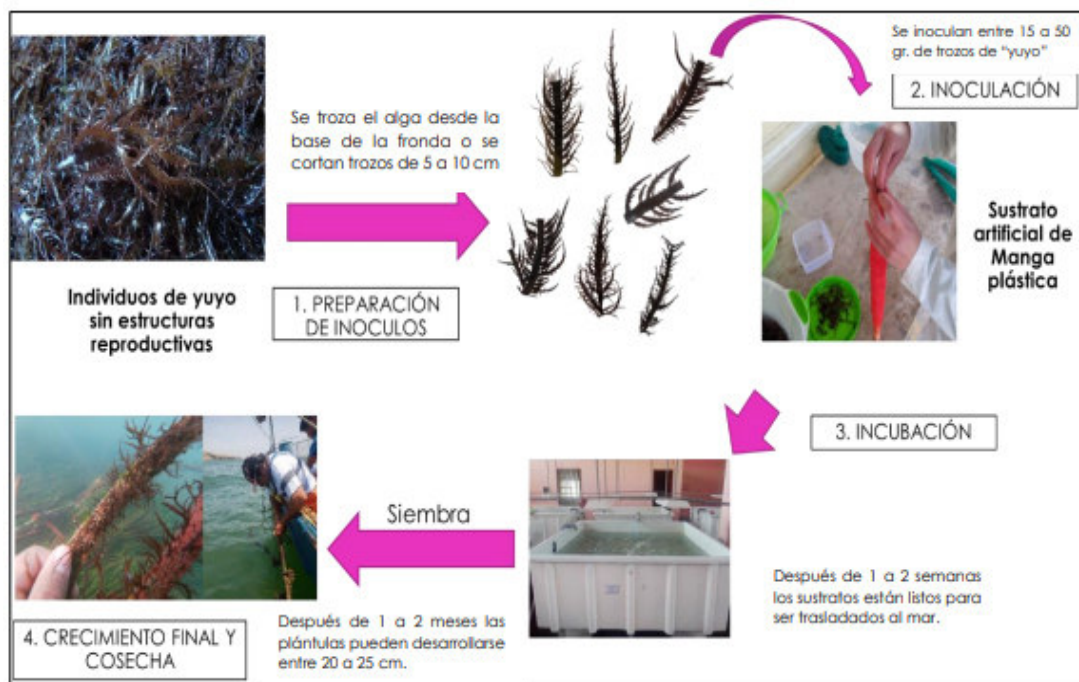 Se troza el alga desde la
base de la fronda o se
cortan trozos de 5 a 10 cm
Individuos de yuyo
sin estructuras
reproductivas
1. PREPARACIÓN
DE INOCULOS
Se inoculan entre 15 a 50
gr. de trozos de "yuyo"
2. INOCULACIÓN
Sustrato
artificial de
Manga
plástica
3. INCUBACIÓN
Después de 1 a 2 semanas
los sustratos están listos para
ser trasladados al mar.
Siembra
Después de 1 a 2 meses las
plántulas pueden desarrollarse
entre 20 a 25 cm.
4. CRECIMIENTO FINAL Y
COSECHA